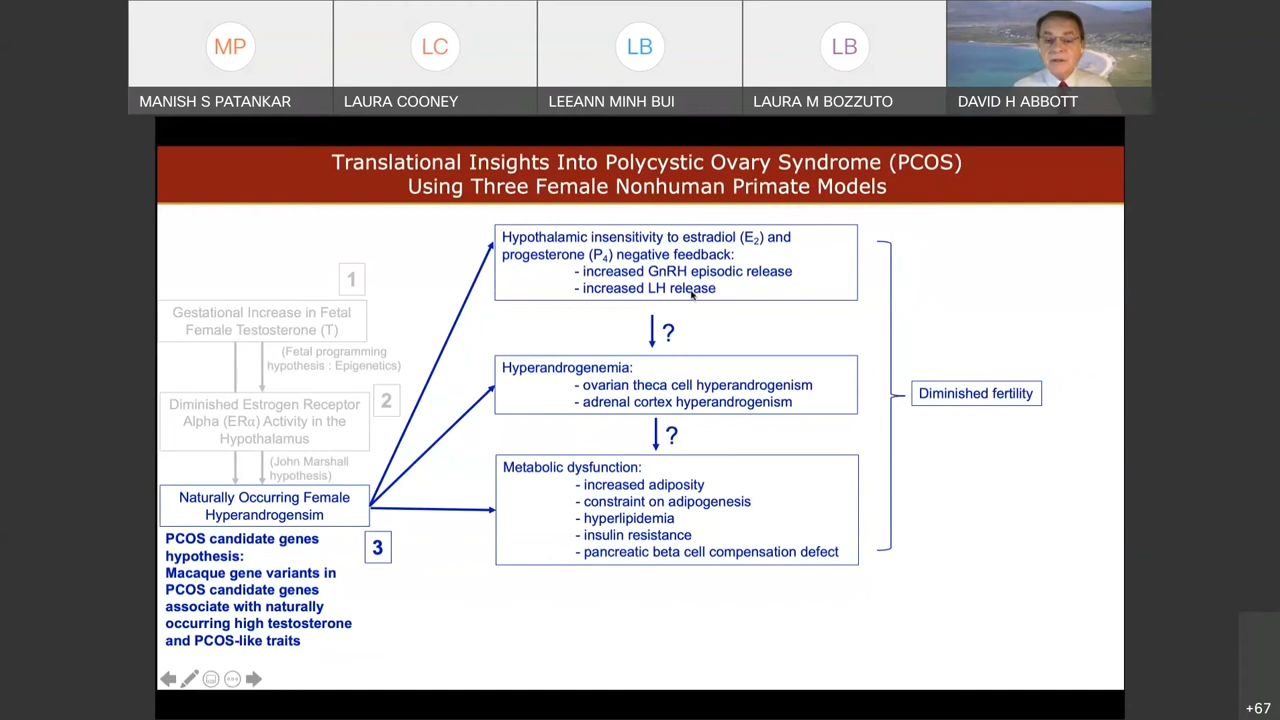 MP
LC
LB
LB
MANISH S PATANKAR
LAURA COONEY
LEEANN MINH BUI
LAURA M BOZZUTO
DAVID H ABBOTT
Translational Insights Into Polycystic Ovary Syndrome (PCOS)
Using Three Female Nonhuman Primate Models
1
Gestational Increase in Fetal
Female Testosterone (T)
(Fetal programming
hypothesis : Epigenetics)
Diminished Estrogen Receptor
Alpha (ERα) Activity in the
Hypothalamus
2
(John Marshall
hypothesis)
Naturally Occurring Female
Hyperandrogensim
3
PCOS candidate genes
hypothesis:
Macaque gene variants in
PCOS candidate genes
associate with naturally
occurring high testosterone
and PCOS-like traits
Hypothalamic insensitivity to estradiol (E₂) and
progesterone (P₄) negative feedback:
- increased GnRH episodic release
- increased LH release
?
Hyperandrogenemia:
- ovarian theca cell hyperandrogenism
- adrenal cortex hyperandrogenism
?
Metabolic dysfunction:
- increased adiposity
- constraint on adipogenesis
- hyperlipidemia
- insulin resistance
- pancreatic beta cell compensation defect
Diminished fertility
+67